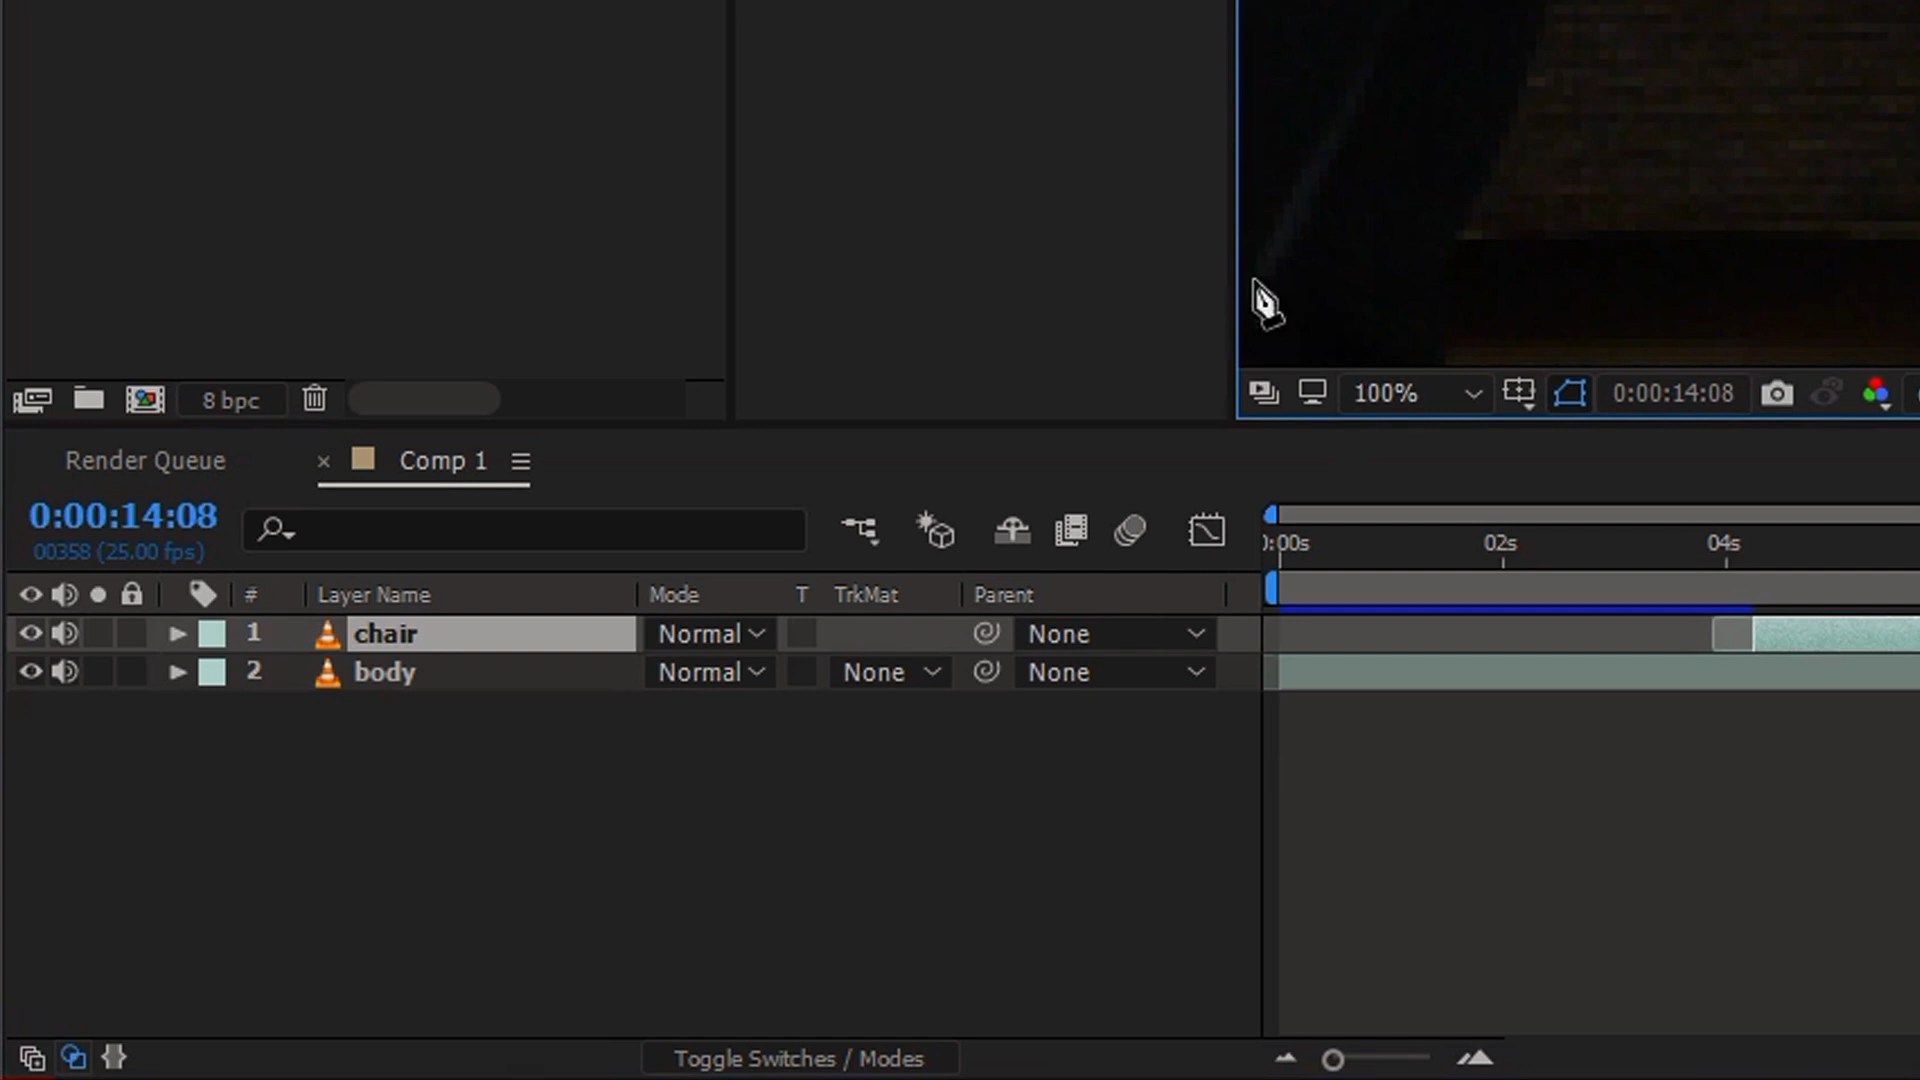 8 bpc
100%
0:00:14:08
Render Queue
Comp 1
0:00:14:08
00358 (25.00 fps)
):00s
02s
04s
#
Layer Name
Mode
T
TrkMat
Parent
1
chair
Normal
None
2
body
Normal
None
None
Toggle Switches / Modes